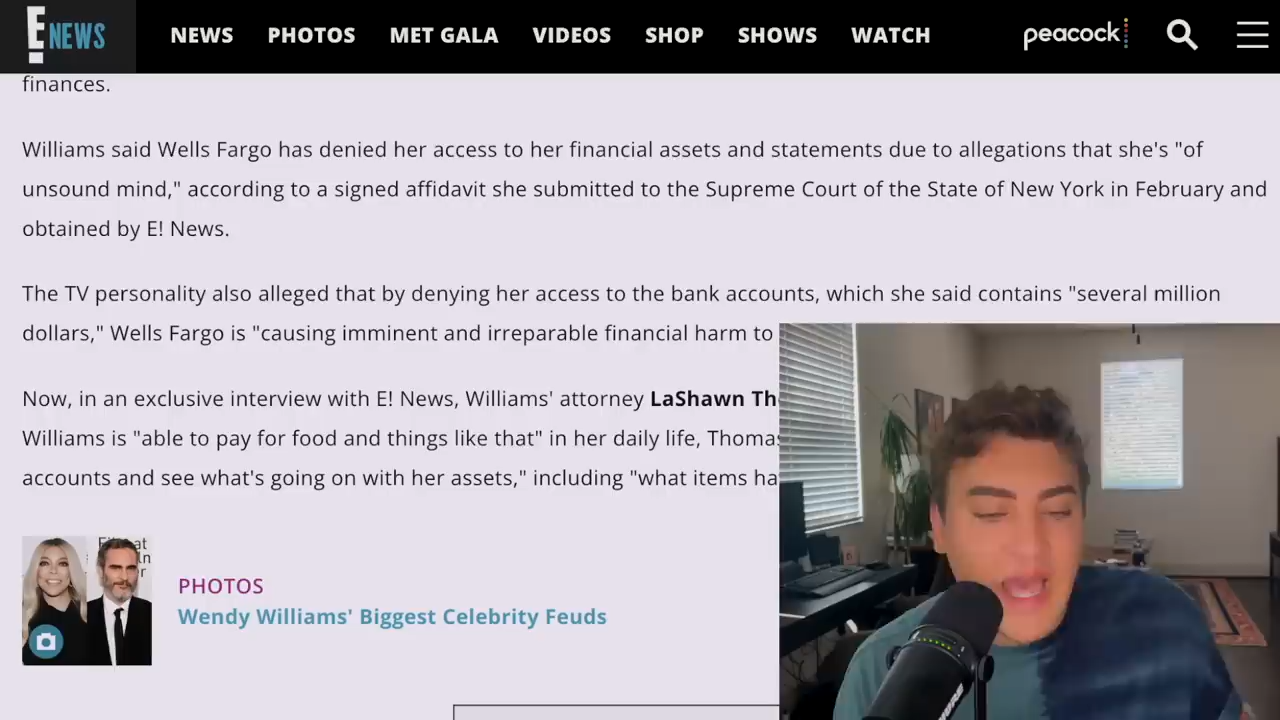 E NEWS
NEWS PHOTOS MET GALA VIDEOS SHOP SHOWS WATCH
peacock
finances.
Williams said Wells Fargo has denied her access to her financial assets and statements due to allegations that she's "of
unsound mind," according to a signed affidavit she submitted to the Supreme Court of the State of New York in February and
obtained by E! News.
The TV personality also alleged that by denying her access to the bank accounts, which she said contains "several million
dollars," Wells Fargo is "causing imminent and irreparable financial harm to
Now, in an exclusive interview with E! News, Williams' attorney LaShawn Th
Williams is "able to pay for food and things like that" in her daily life, Thomas
accounts and see what's going on with her assets," including "what items ha
PHOTOS
Wendy Williams' Biggest Celebrity Feuds